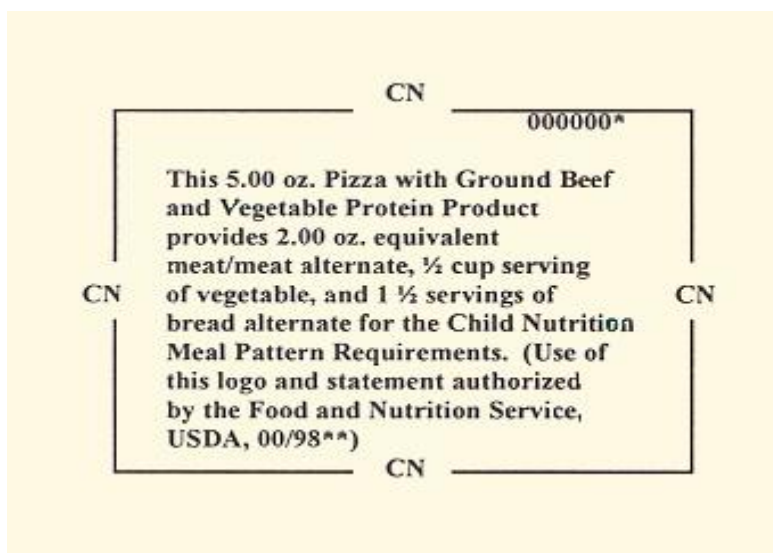 CN
000000*
This 5.00 oz. Pizza with Ground Beef
and Vegetable Protein Product
provides 2.00 oz. equivalent
meat/meat alternate, ½ cup serving
CN of vegetable, and 1 ½ servings of CN
bread alternate for the Child Nutrition
Meal Pattern Requirements. (Use of
this logo and statement authorized
by the Food and Nutrition Service,
USDA, 00/98**)
CN